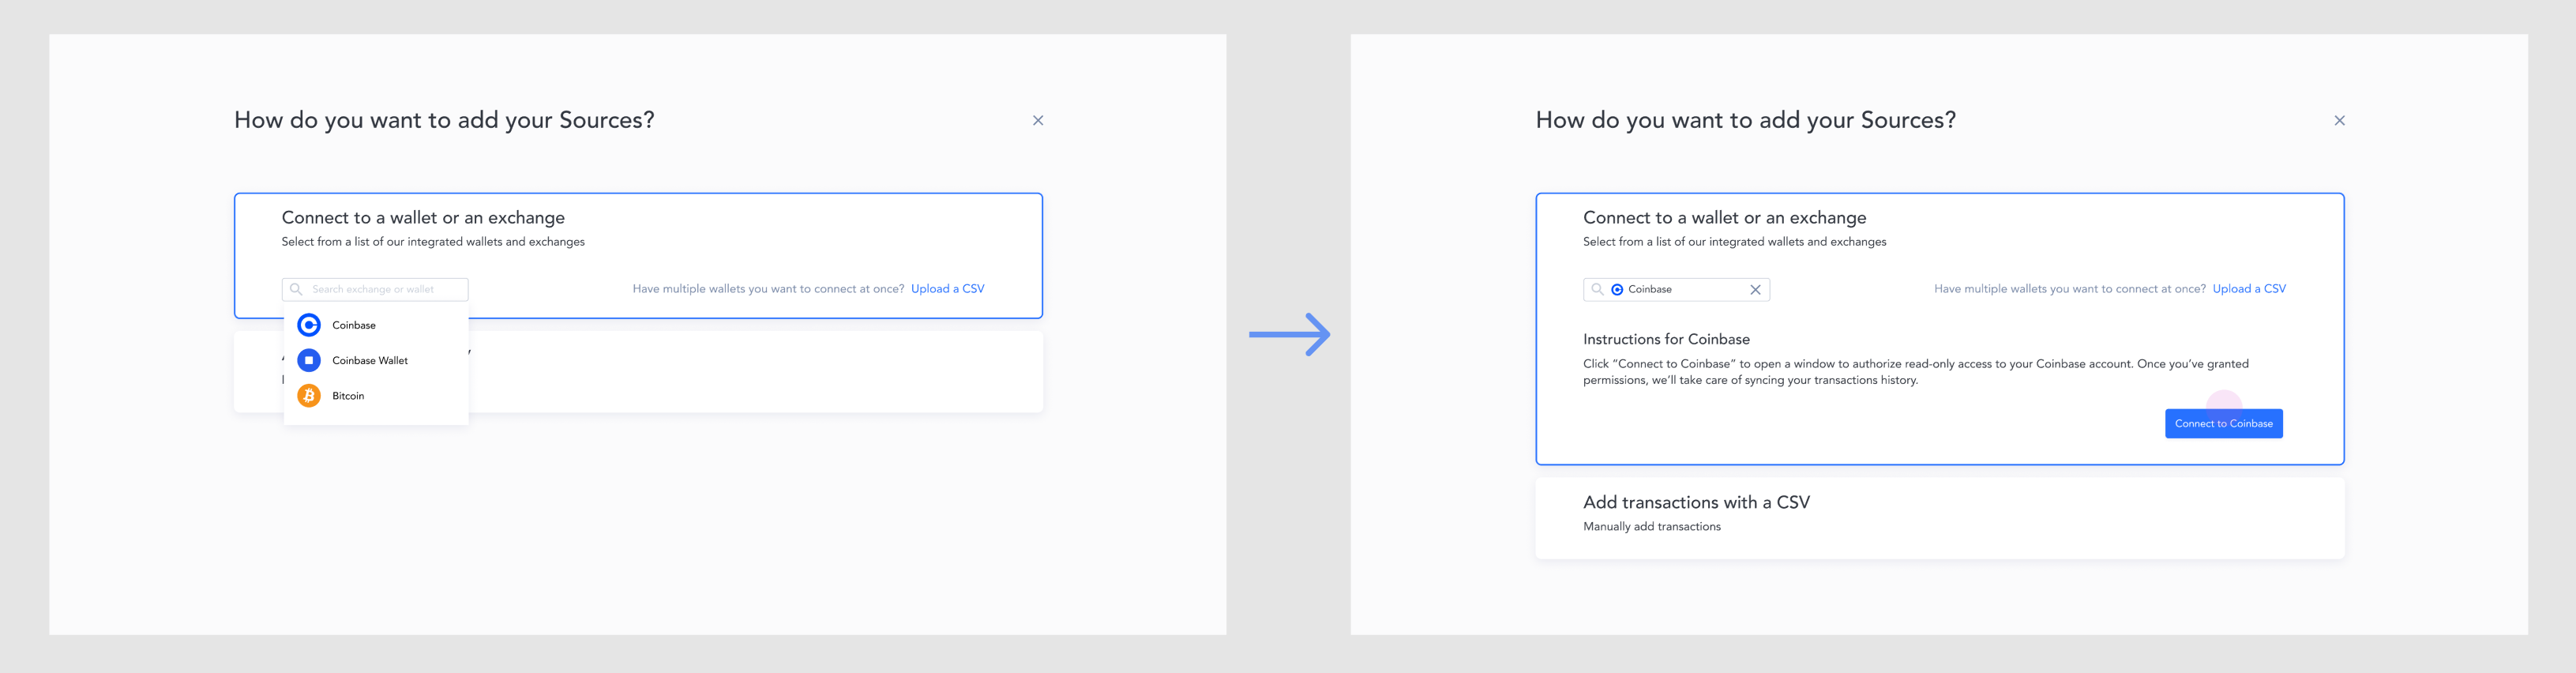 How do you want to add your Sources?
Connect to a wallet or an exchange
Select from a list of our integrated wallets and exchanges
Search exchange or wallet
Have multiple wallets you want to connect at once? Upload a CSV
Coinbase
Coinbase Wallet
Bitcoin
How do you want to add your Sources?
Connect to a wallet or an exchange
Select from a list of our integrated wallets and exchanges
Coinbase
Have multiple wallets you want to connect at once? Upload a CSV
Instructions for Coinbase
Click “Connect to Coinbase” to open a window to authorize read-only access to your Coinbase account. Once you’ve granted
permissions, we’ll take care of syncing your transactions history.
Connect to Coinbase
Add transactions with a CSV
Manually add transactions